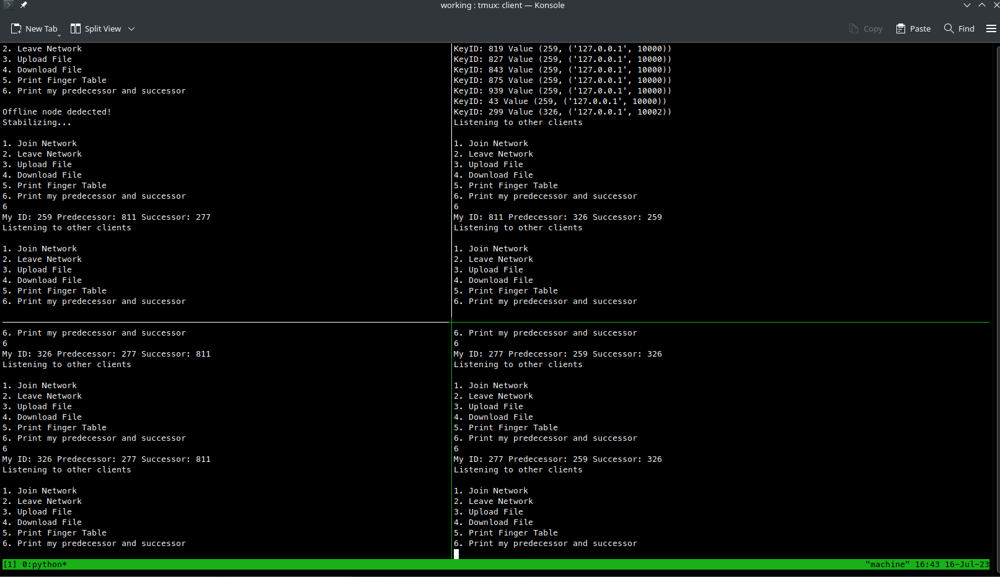 working : tmux: client — Konsole
New Tab
Split View
Copy
Paste
Find
2. Leave Network
3. Upload File
4. Download File
5. Print Finger Table
6. Print my predecessor and successor
Offline node dedected!
Stabilizing...
1. Join Network
2. Leave Network
3. Upload File
4. Download File
5. Print Finger Table
6. Print my predecessor and successor
6
My ID: 259 Predecessor: 811 Successor: 277
Listening to other clients
1. Join Network
2. Leave Network
3. Upload File
4. Download File
5. Print Finger Table
6. Print my predecessor and successor
KeyID: 819 Value (259, ('127.0.0.1', 10000))
KeyID: 827 Value (259, ('127.0.0.1', 10000))
KeyID: 843 Value (259, ('127.0.0.1', 10000))
KeyID: 875 Value (259, ('127.0.0.1', 10000))
KeyID: 939 Value (259, ('127.0.0.1', 10000))
KeyID: 43 Value (259, ('127.0.0.1', 10000))
KeyID: 299 Value (326, ('127.0.0.1', 10002))
Listening to other clients
1. Join Network
2. Leave Network
3. Upload File
4. Download File
5. Print Finger Table
6. Print my predecessor and successor
6
My ID: 811 Predecessor: 326 Successor: 259
Listening to other clients
1. Join Network
2. Leave Network
3. Upload File
4. Download File
5. Print Finger Table
6. Print my predecessor and successor
6. Print my predecessor and successor
6
My ID: 326 Predecessor: 277 Successor: 811
Listening to other clients
1. Join Network
2. Leave Network
3. Upload File
4. Download File
5. Print Finger Table
6. Print my predecessor and successor
6
My ID: 326 Predecessor: 277 Successor: 811
Listening to other clients
1. Join Network
2. Leave Network
3. Upload File
4. Download File
5. Print Finger Table
6. Print my predecessor and successor
6. Print my predecessor and successor
6
My ID: 277 Predecessor: 259 Successor: 326
Listening to other clients
1. Join Network
2. Leave Network
3. Upload File
4. Download File
5. Print Finger Table
6. Print my predecessor and successor
6
My ID: 277 Predecessor: 259 Successor: 326
Listening to other clients
1. Join Network
2. Leave Network
3. Upload File
4. Download File
5. Print Finger Table
6. Print my predecessor and successor
[1] 0:python*
"machine" 16:43 16-Jul-23